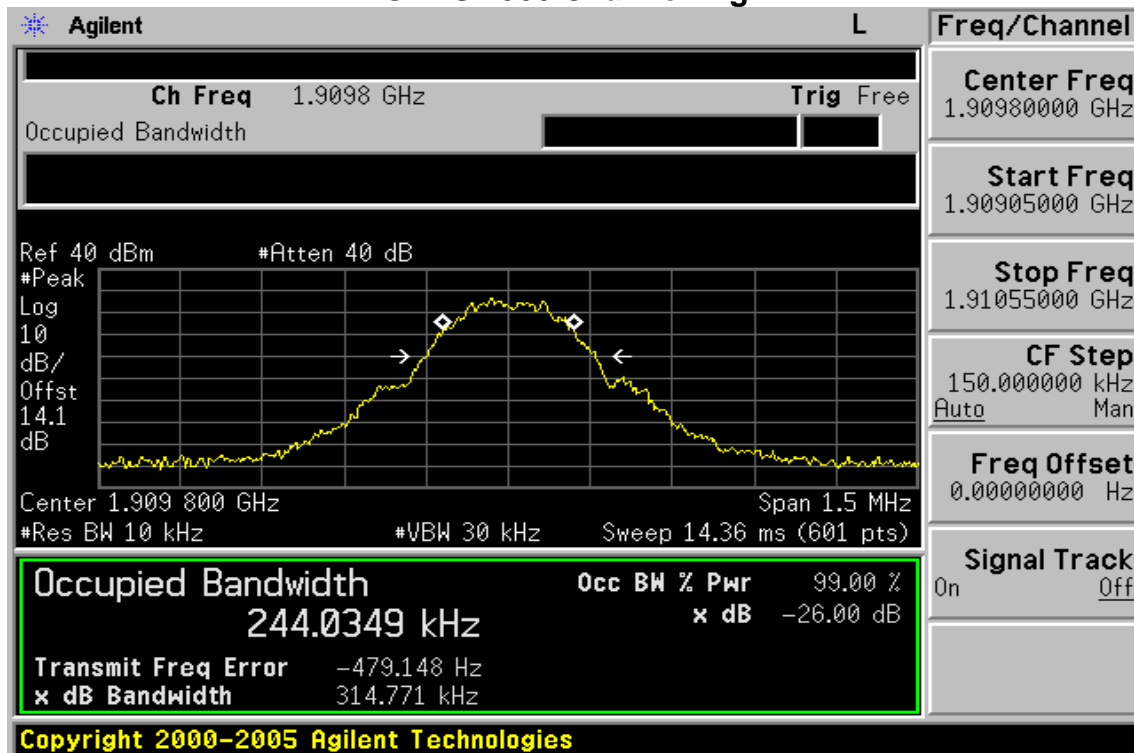 Agilent L
Freq/Channel
Ch Freq 1.9098 GHz Trig Free
Occupied Bandwidth
Center Freq
1.90980000 GHz
Start Freq
1.90905000 GHz
Stop Freq
1.91055000 GHz
CF Step
150.000000 kHz
Auto Man
Freq Offset
0.00000000 Hz
Signal Track
On Off
Ref 40 dBm #Atten 40 dB
#Peak
Log
10
dB/
Offst
14.1
dB
Center 1.909 800 GHz Span 1.5 MHz
#Res BW 10 kHz #VBW 30 kHz Sweep 14.36 ms (601 pts)
Occupied Bandwidth Occ BW % Pwr 99.00 %
244.0349 kHz x dB -26.00 dB
Transmit Freq Error -479.148 Hz
x dB Bandwidth 314.771 kHz
Copyright 2000-2005 Agilent Technologies